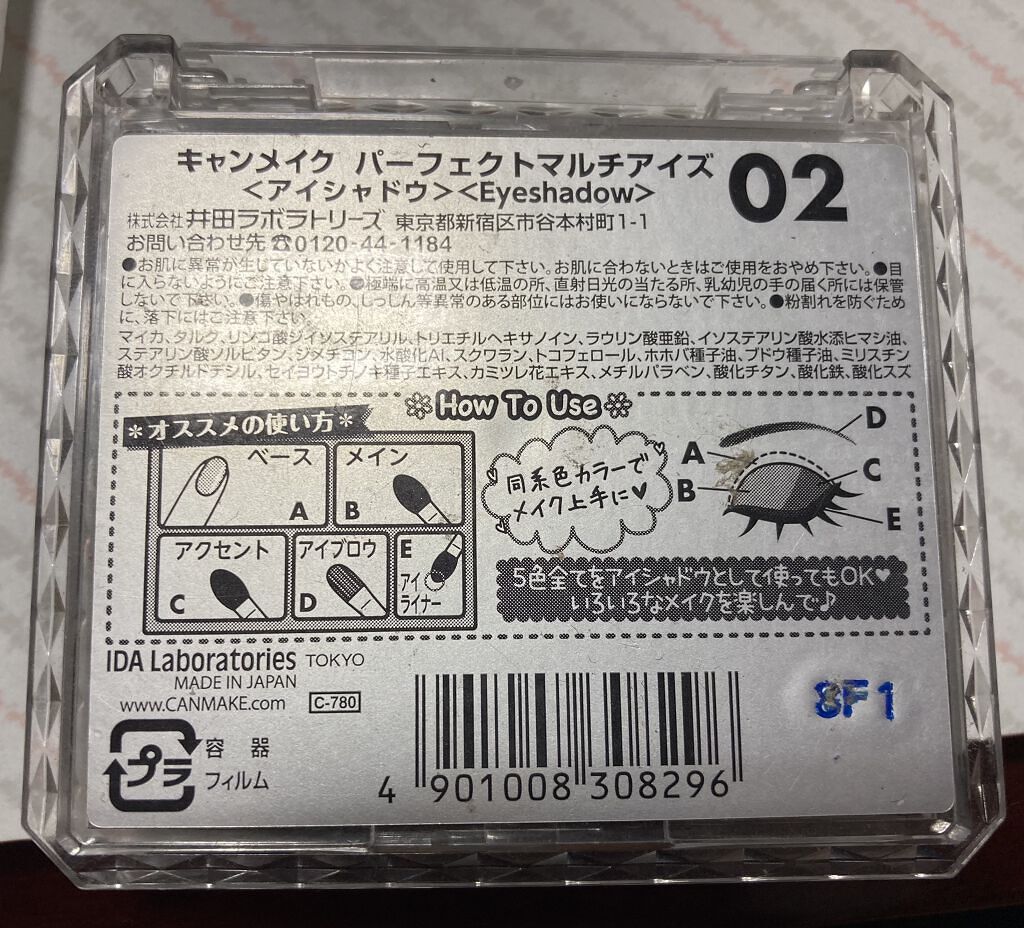 キャンメイク パーフェクトマルチアイズ 02
<アイシャドウ><Eyeshadow>
株式会社 井田ラボラトリーズ 東京都新宿区市谷本村町1-1
お問い合わせ先☎0120-44-1184
●お肌に異常が生じていないかよく注意して使用して下さい。お肌に合わないときはご使用をおやめ下さい。●目
に入らないようにご注意下さい。●極端に高温又は低温の所、直射日光の当たる所、乳幼児の手の届く所には保管
しないで下さい。●傷やはれもの、しっしん等異常のある部位にはお使いにならないで下さい。●粉割れを防ぐため
に、落下にはご注意下さい。
マイカ、タルク、リンゴ酸ジイソステアリル、トリエチルヘキサノイン、ラウリン酸亜鉛、イソステアリン酸水添ヒマシ油、
ステアリン酸ソルビタン、ジメチコン、水酸化Al、スクワラン、トコフェロール、ホホバ種子油、ブドウ種子油、ミリスチン
酸オクチルドデシル、セイヨウトチノキ種子エキス、カミツレ花エキス、メチルパラベン、酸化チタン、酸化鉄、酸化スズ
How To Use
*オススメの使い方*
ベース
A
メイン
B
アクセント
C
アイブロウ
D
E
アイ
ライナー
同系色カラーで
メイク上手に♥
A
B
D
C
E
5色全てをアイシャドウとして使ってもOK♥
いろいろなメイクを楽しんで♪
IDA Laboratories TOKYO
MADE IN JAPAN
www.CANMAKE.com C-780
プラ
容 器
フィルム
4 901008 308296
8F1